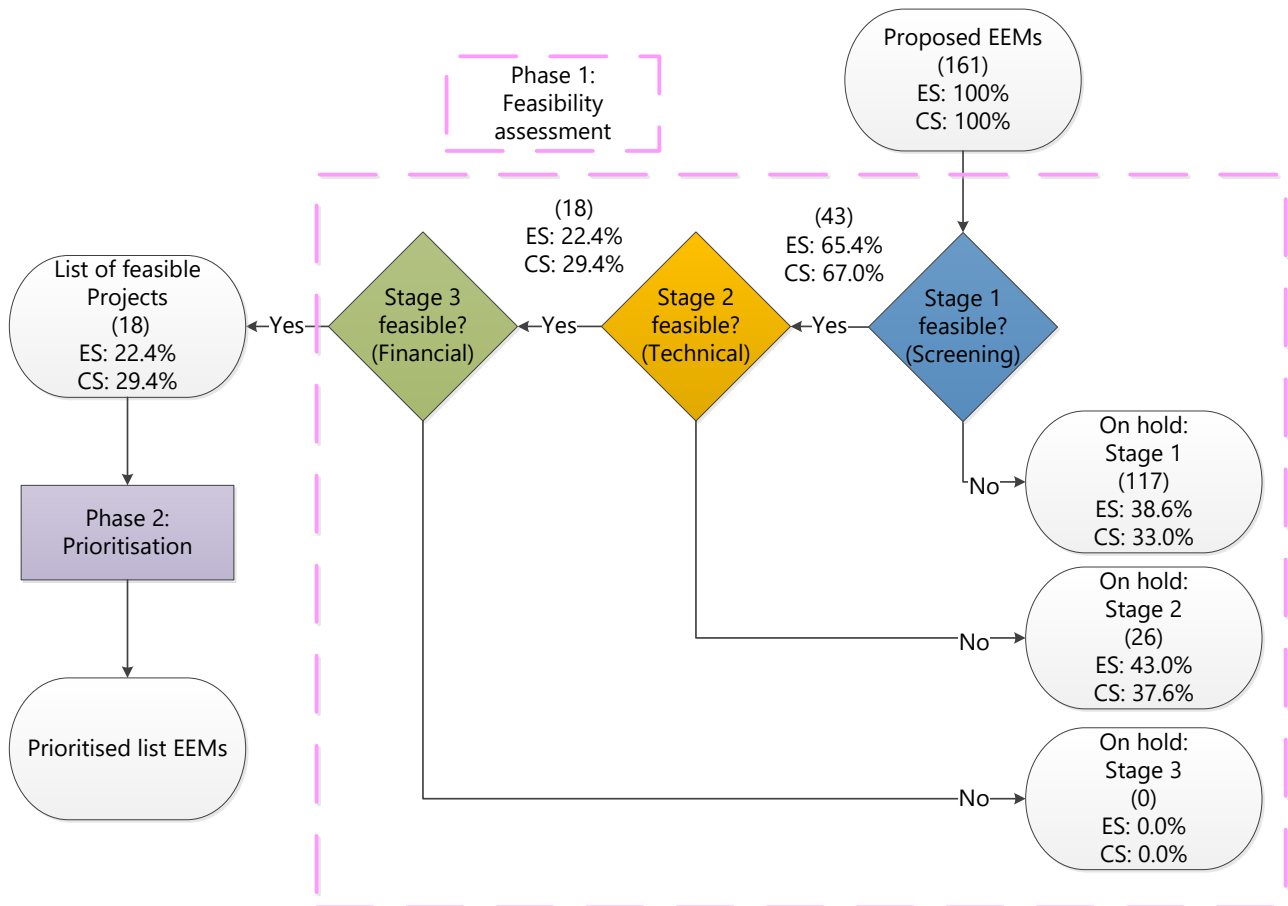 Proposed EEMs
(161)
ES: 100%
CS: 100%
Phase 1:
Feasibility
assessment
(43)
ES: 65.4%
CS: 67.0%
(18)
ES: 22.4%
CS: 29.4%
Stage 1
feasible?
(Screening)
Yes
Stage 2
feasible?
(Technical)
Yes
Stage 3
feasible?
(Financial)
Yes
List of feasible
Projects
(18)
ES: 22.4%
CS: 29.4%
No
On hold:
Stage 1
(117)
ES: 38.6%
CS: 33.0%
Phase 2:
Prioritisation
No
On hold:
Stage 2
(26)
ES: 43.0%
CS: 37.6%
Prioritised list EEMs
No
On hold:
Stage 3
(0)
ES: 0.0%
CS: 0.0%